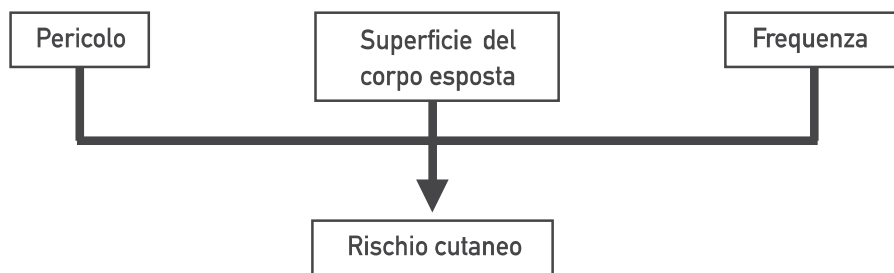 Pericolo
Superficie del
corpo esposta
Frequenza
Rischio cutaneo